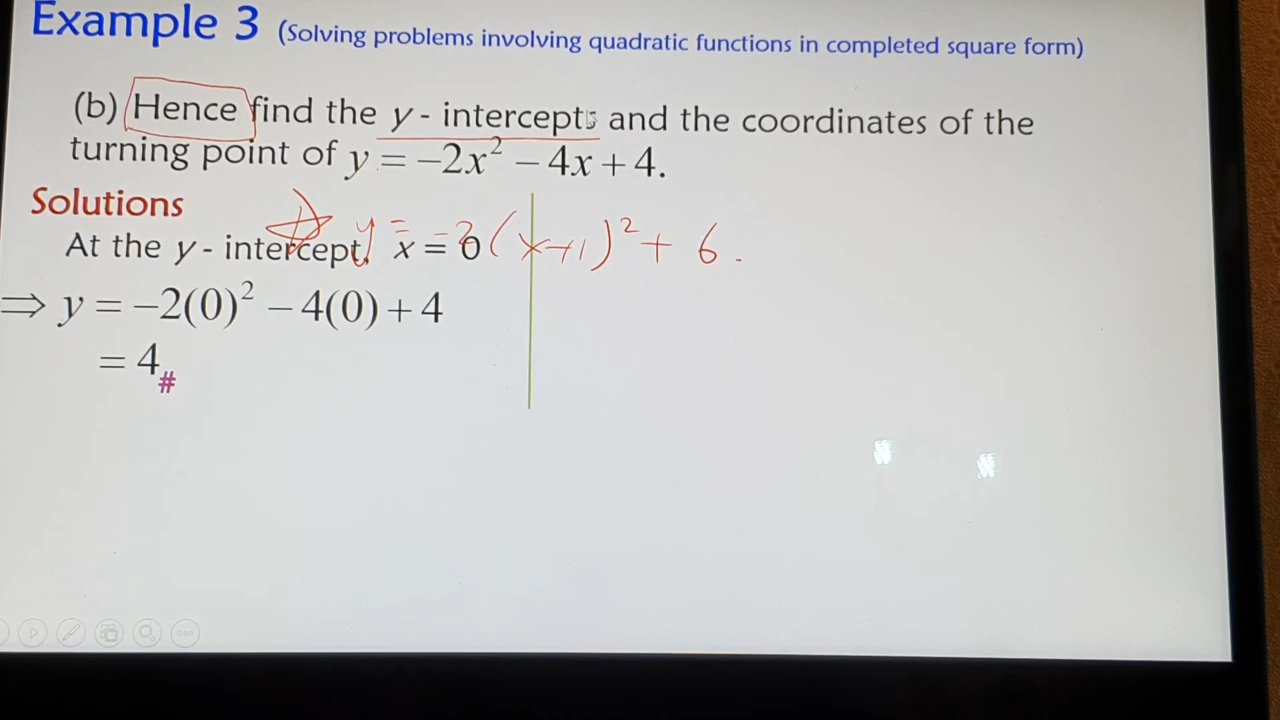 Example 3 (Solving problems involving quadratic functions in completed square form)
(b) Hence find the y - intercepts and the coordinates of the
turning point of y = −2x² − 4x + 4.
Solutions
At the y - intercept, x = 0
y = −2(x+1)² + 6.
⇒ y = −2(0)² − 4(0) + 4
= 4#